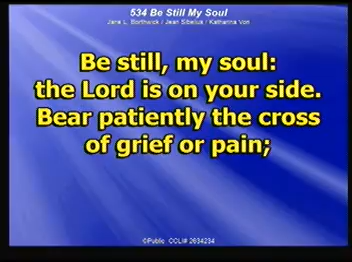 534 Be Still My Soul
Jane L. Borthwick / Jean Sibelius / Katharina Von
Be still, my soul:
the Lord is on your side.
Bear patiently the cross
of grief or pain;
©Public CCLI# 2634234